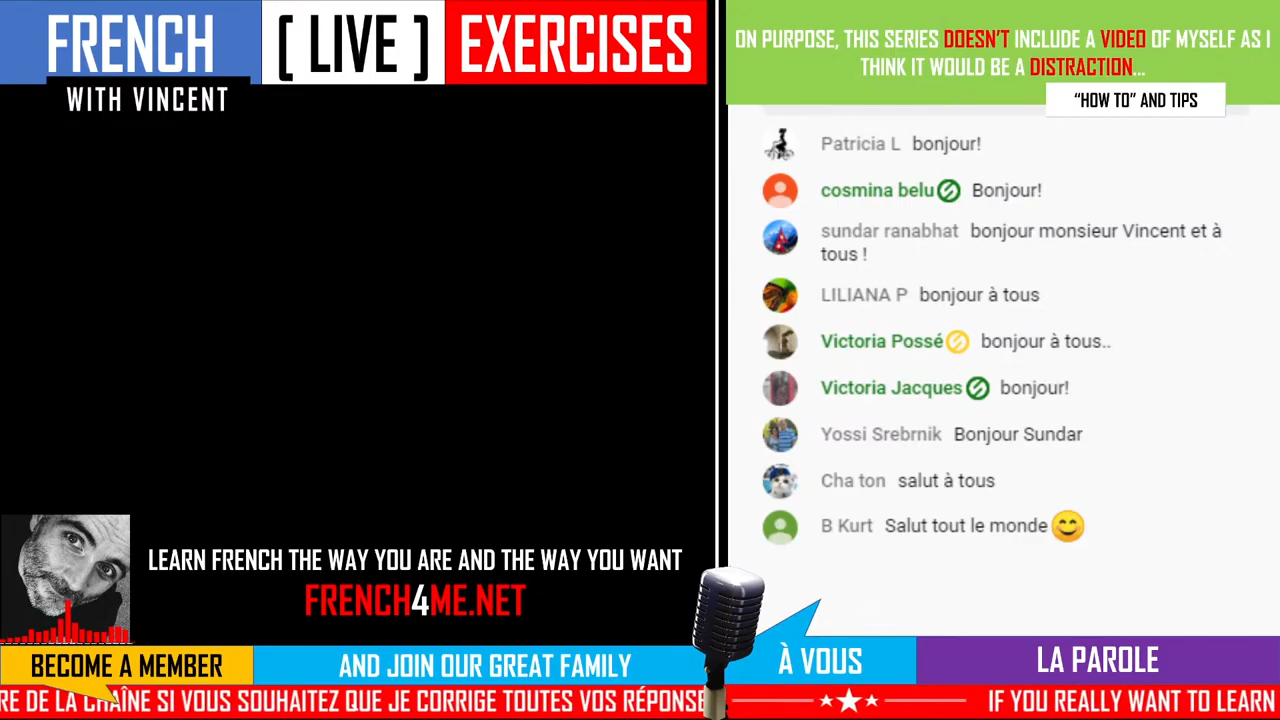 FRENCH [ LIVE ] EXERCISES
WITH VINCENT
ON PURPOSE, THIS SERIES DOESN'T INCLUDE A VIDEO OF MYSELF AS I
THINK IT WOULD BE A DISTRACTION...
“HOW TO” AND TIPS
Patricia L bonjour!
cosmina belu Bonjour!
sundar ranabhat bonjour monsieur Vincent et à
tous !
LILIANA P bonjour à tous
Victoria Possé bonjour à tous..
Victoria Jacques bonjour!
Yossi Srebrnik Bonjour Sundar
Cha ton salut à tous
B Kurt Salut tout le monde😊
LEARN FRENCH THE WAY YOU ARE AND THE WAY YOU WANT
FRENCH4ME.NET
BECOME A MEMBER AND JOIN OUR GREAT FAMILY
À VOUS LA PAROLE
RE DE LA CHAÎNE SI VOUS SOUHAITEZ QUE JE CORRIGE TOUTES VOS RÉPONSE
IF YOU REALLY WANT TO LEARN